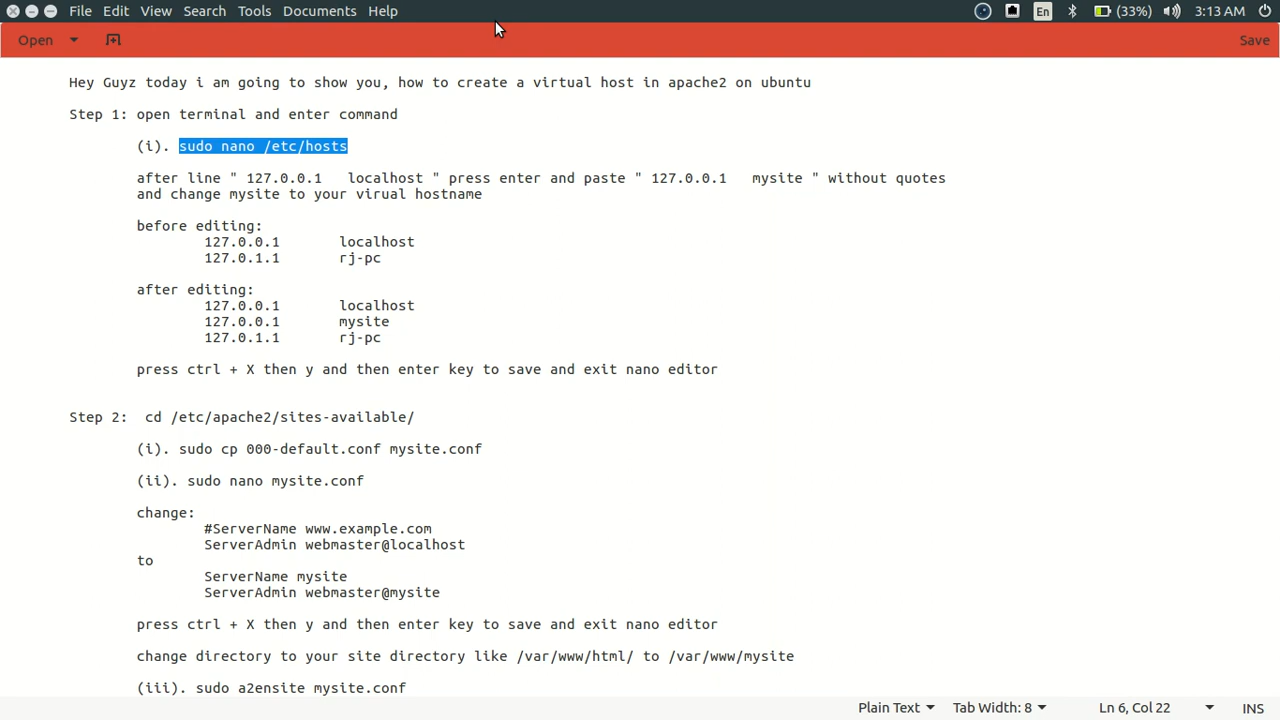 File Edit View Search Tools Documents Help En (33%) 3:13 AM
Open Save
Hey Guyz today i am going to show you, how to create a virtual host in apache2 on ubuntu
Step 1: open terminal and enter command
(i). sudo nano /etc/hosts
after line " 127.0.0.1 localhost " press enter and paste " 127.0.0.1 mysite " without quotes
and change mysite to your virual hostname
before editing:
127.0.0.1 localhost
127.0.1.1 rj-pc
after editing:
127.0.0.1 localhost
127.0.0.1 mysite
127.0.1.1 rj-pc
press ctrl + X then y and then enter key to save and exit nano editor
Step 2: cd /etc/apache2/sites-available/
(i). sudo cp 000-default.conf mysite.conf
(ii). sudo nano mysite.conf
change:
#ServerName www.example.com
ServerAdmin webmaster@localhost
to
ServerName mysite
ServerAdmin webmaster@mysite
press ctrl + X then y and then enter key to save and exit nano editor
change directory to your site directory like /var/www/html/ to /var/www/mysite
(iii). sudo a2ensite mysite.conf
Plain Text Tab Width: 8 Ln 6, Col 22 INS